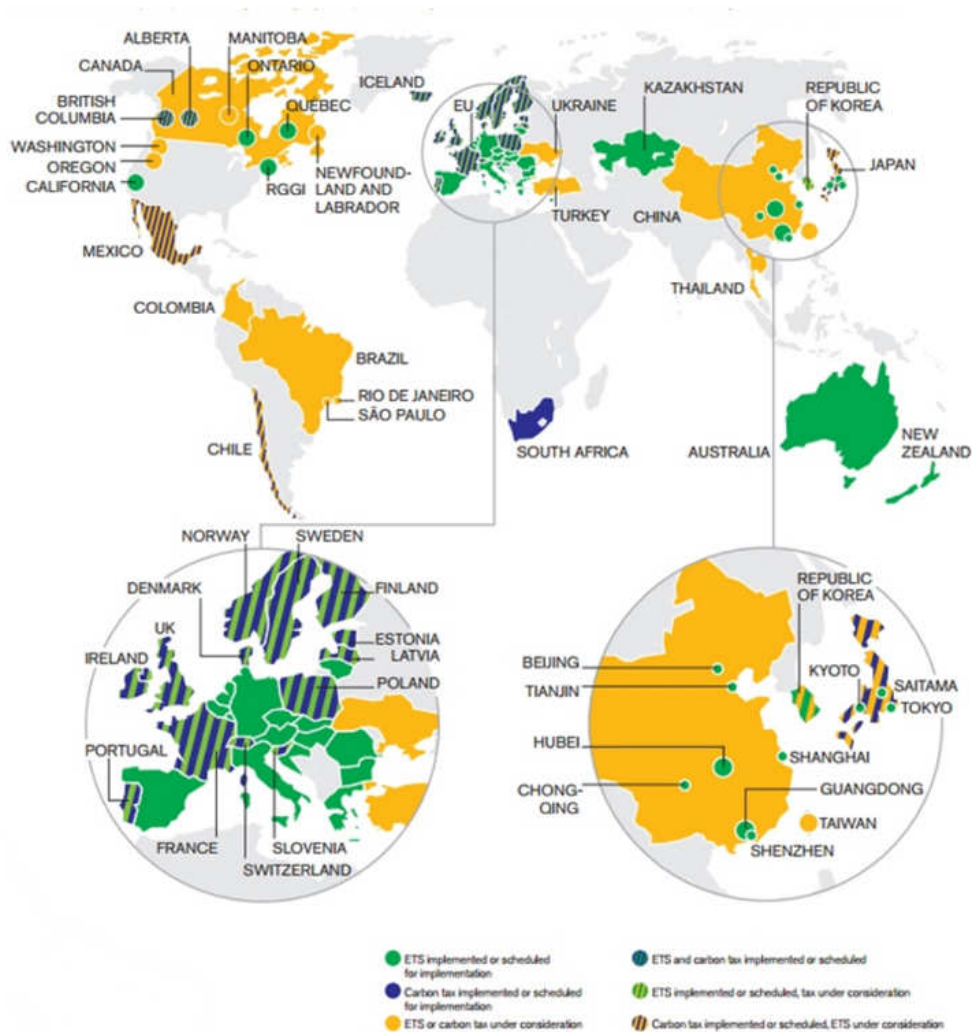 ALBERTA
MANITOBA
CANADA
ONTARIO
ICELAND
KAZAKHSTAN
REPUBLIC
OF KOREA
BRITISH
COLUMBIA
QUEBEC
EU
UKRAINE
WASHINGTON
OREGON
CALIFORNIA
RGGI
NEWFOUND-
LAND AND
LABRADOR
JAPAN
TURKEY
CHINA
MEXICO
THAILAND
COLOMBIA
BRAZIL
RIO DE JANEIRO
SÃO PAULO
CHILE
SOUTH AFRICA
AUSTRALIA
NEW
ZEALAND
NORWAY
SWEDEN
DENMARK
FINLAND
UK
ESTONIA
LATVIA
IRELAND
POLAND
PORTUGAL
FRANCE
SLOVENIA
SWITZERLAND
REPUBLIC
OF KOREA
BEIJING
KYOTO
SAITAMA
TIANJIN
TOKYO
HUBEI
SHANGHAI
CHONG-
QING
GUANGDONG
TAIWAN
SHENZHEN
ETS implemented or scheduled
for implementation
Carbon tax implemented or scheduled
for implementation
ETS or carbon tax under consideration
ETS and carbon tax implemented or scheduled
ETS implemented or scheduled, tax under consideration
Carbon tax implemented or scheduled, ETS under consideration